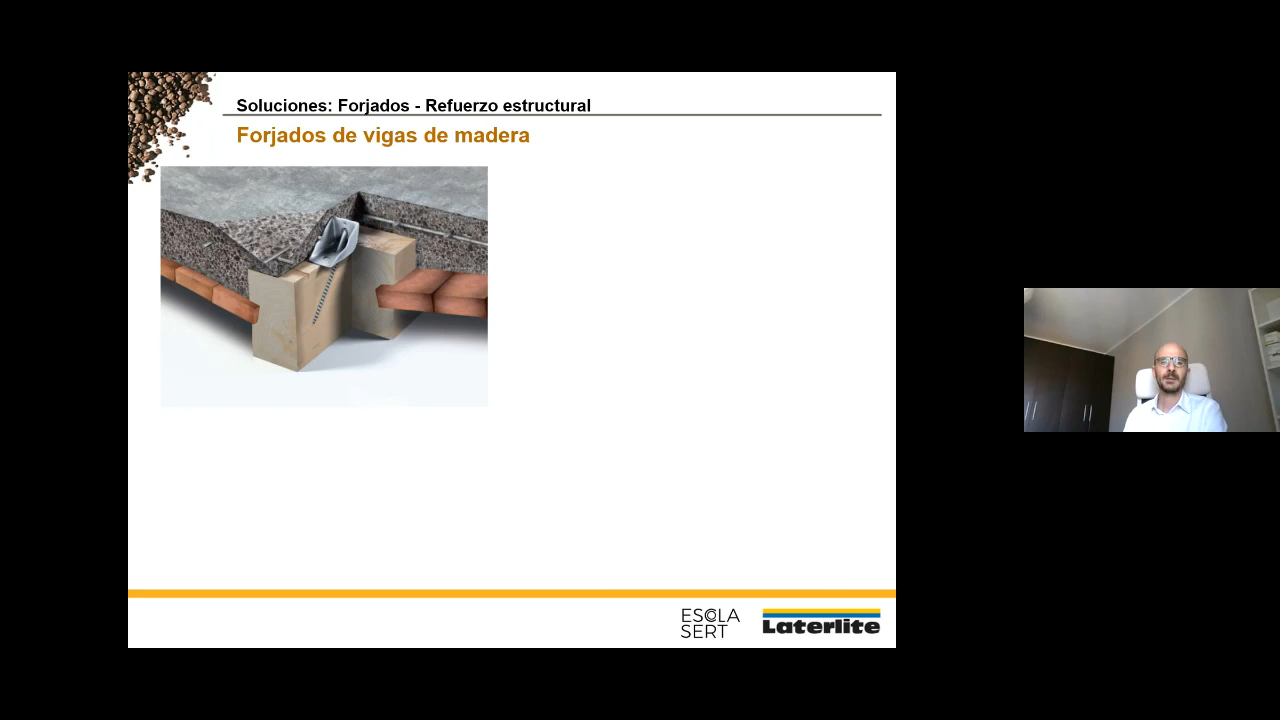 Soluciones: Forjados - Refuerzo estructural
Forjados de vigas de madera
ESCOLA
SERT
Laterlite